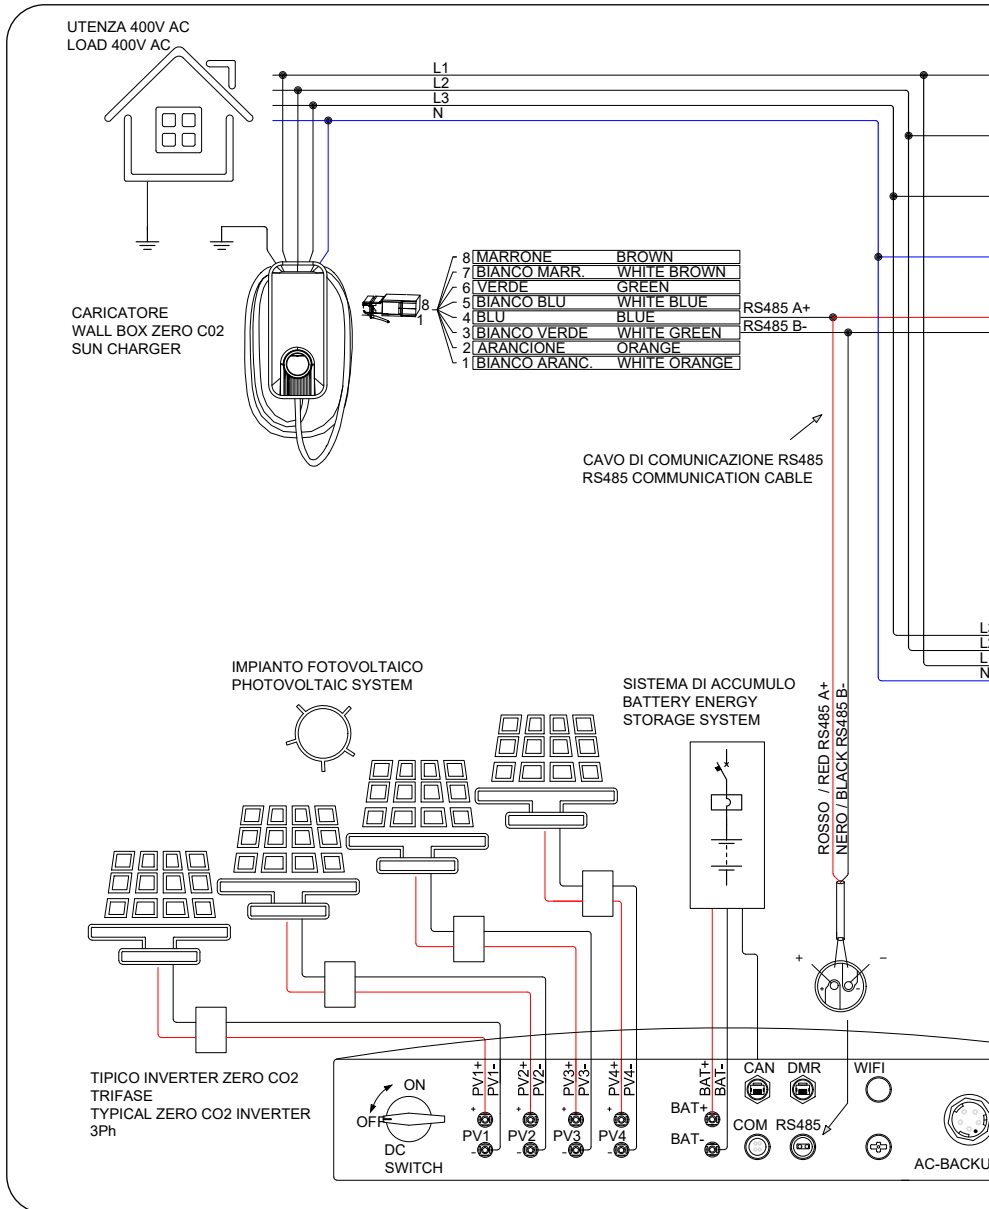 UTENZA 400V AC
LOAD 400V AC
L1
L2
L3
N
8 MARRONE BROWN
7 BIANCO MARR. WHITE BROWN
6 VERDE GREEN
5 BIANCO BLU WHITE BLUE
4 BLU BLUE
3 BIANCO VERDE WHITE GREEN
2 ARANCIONE ORANGE
1 BIANCO ARANC. WHITE ORANGE
8
1
RS485 A+
RS485 B-
CARICATORE
WALL BOX ZERO C02
SUN CHARGER
CAVO DI COMUNICAZIONE RS485
RS485 COMMUNICATION CABLE
N
IMPIANTO FOTOVOLTAICO
PHOTOVOLTAIC SYSTEM
SISTEMA DI ACCUMULO
BATTERY ENERGY
STORAGE SYSTEM
ROSSO / RED RS485 A+
NERO / BLACK RS485 B-
+ -
+ -
TIPICO INVERTER ZERO CO2
TRIFASE
TYPICAL ZERO CO2 INVERTER
3Ph
ON
OFF
DC
SWITCH
PV1+
PV1-
PV2+
PV2-
PV3+
PV3-
PV4+
PV4-
+ + + +
PV1 PV2 PV3 PV4
- - - -
BAT+
BAT-
BAT+
BAT-
CAN DMR WIFI
COM RS485
AC-BACKU